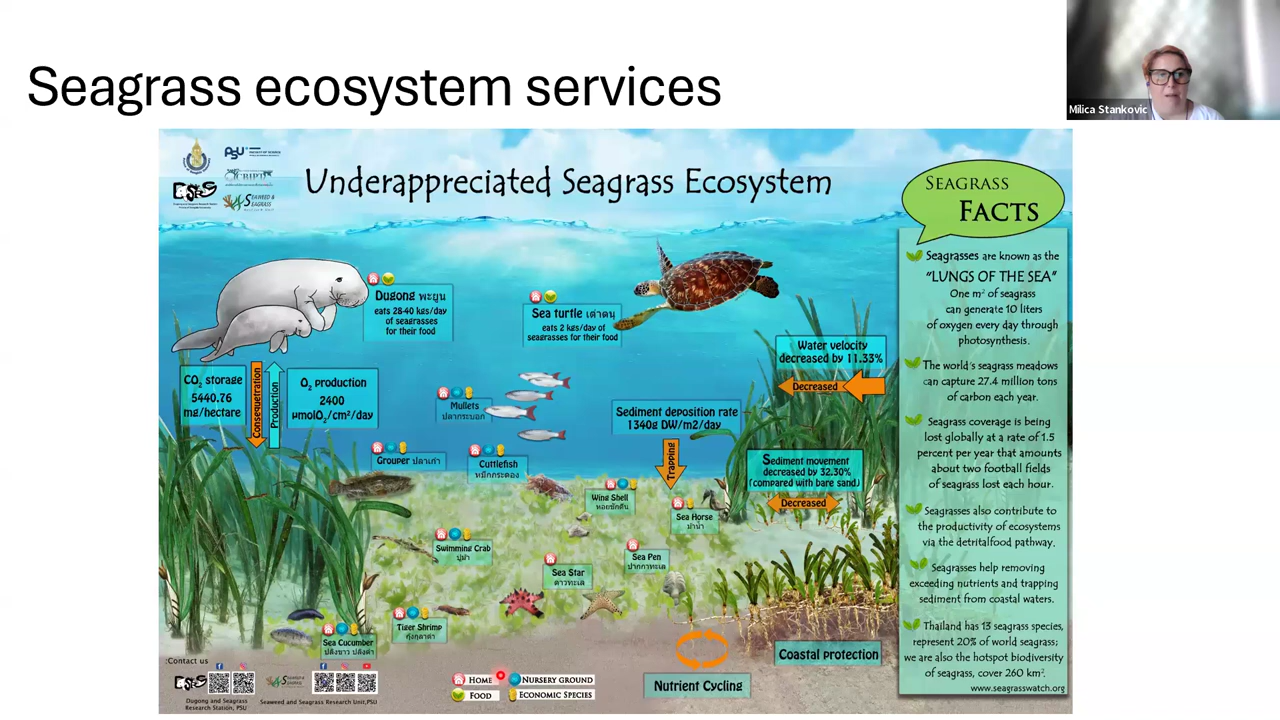 Seagrass ecosystem services
Milica Stankovic
PSU
Underappreciated Seagrass Ecosystem
SEAGRASS
FACTS
Dugong พะยูน
eats 28-40 kgs/day
of seagrasses
for their food
Sea turtle เต่าตนุ
eats 2 kgs/day of
seagrasses for their food
Water velocity
decreased by 11.33%
Decreased
CO2 storage
5440.76
mg/hectare
Consequetration
Production
O2 production
2400
µmolO2/cm²/day
Mullets
ปลากระบอก
Sediment deposition rate
1340g DW/m2/day
Trapping
Grouper ปลาเก๋า
Cuttlefish
หมึกกระดอง
Sediment movement
decreased by 32.30%
(compared with bare sand)
Decreased
Wing Shell
หอยชักตีน
Sea Horse
ม้าน้ำ
Swimming Crab
ปูม้า
Sea Pen
ปากกาทะเล
Sea Star
ดาวทะเล
Tiger Shrimp
กุ้งกุลาดำ
Sea Cucumber
ปลิงขาว ปลิงดำ
Coastal protection
Nutrient Cycling
:Contact us
Dugong and Seagrass
Research Station, PSU
Seaweed and Seagrass Research Unit,PSU
HOME
NURSERY GROUND
FOOD
ECONOMIC SPECIES
Seagrasses are known as the
"LUNGS OF THE SEA"
One m² of seagrass
can generate 10 liters
of oxygen every day through
photosynthesis.
The world's seagrass meadows
can capture 27.4 million tons
of carbon each year.
Seagrass coverage is being
lost globally at a rate of 1.5
percent per year that amounts
about two football fields
of seagrass lost each hour.
Seagrasses also contribute to
the productivity of ecosystems
via the detritalfood pathway.
Seagrasses help removing
exceeding nutrients and trapping
sediment from coastal waters.
Thailand has 13 seagrass species,
represent 20% of world seagrass;
we are also the hotspot biodiversity
of seagrass, cover 260 km².
www.seagrasswatch.org